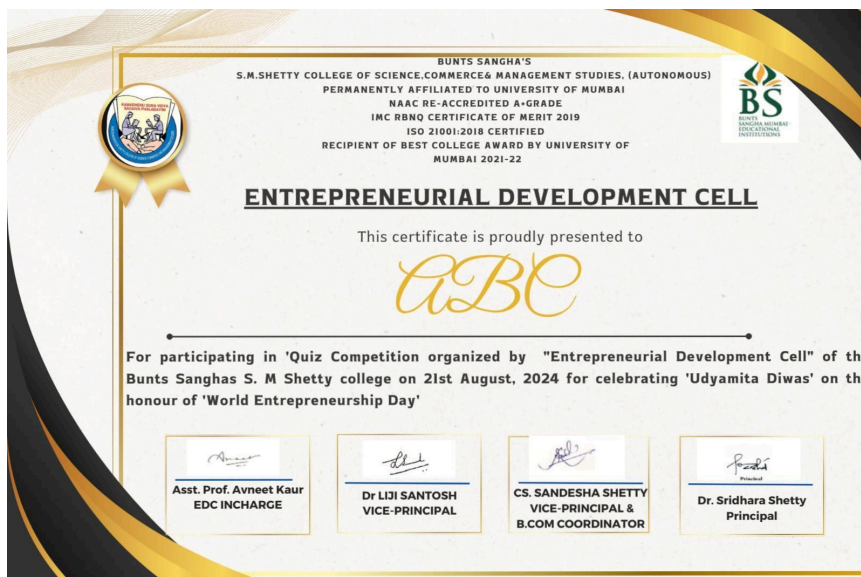 BUNTS SANGHA'S
S.M.SHETTY COLLEGE OF SCIENCE,COMMERCE& MANAGEMENT STUDIES, (AUTONOMOUS)
PERMANENTLY AFFILIATED TO UNIVERSITY OF MUMBAI
NAAC RE-ACCREDITED A+GRADE
IMC RBNQ CERTIFICATE OF MERIT 2019
ISO 21001:2018 CERTIFIED
RECIPIENT OF BEST COLLEGE AWARD BY UNIVERSITY OF
MUMBAI 2021-22
BS
BUNTS
SANGHA MUMBAI
EDUCATIONAL
INSTITUTIONS
ENTREPRENEURIAL DEVELOPMENT CELL
This certificate is proudly presented to
ABC
For participating in 'Quiz Competition organized by "Entrepreneurial Development Cell" of th
Bunts Sanghas S. M Shetty college on 21st August, 2024 for celebrating 'Udyamita Diwas' on th
honour of 'World Entrepreneurship Day'
Asst. Prof. Avneet Kaur
EDC INCHARGE
Dr LIJI SANTOSH
VICE-PRINCIPAL
CS. SANDESHA SHETTY
VICE-PRINCIPAL &
B.COM COORDINATOR
Principal
Dr. Sridhara Shetty
Principal